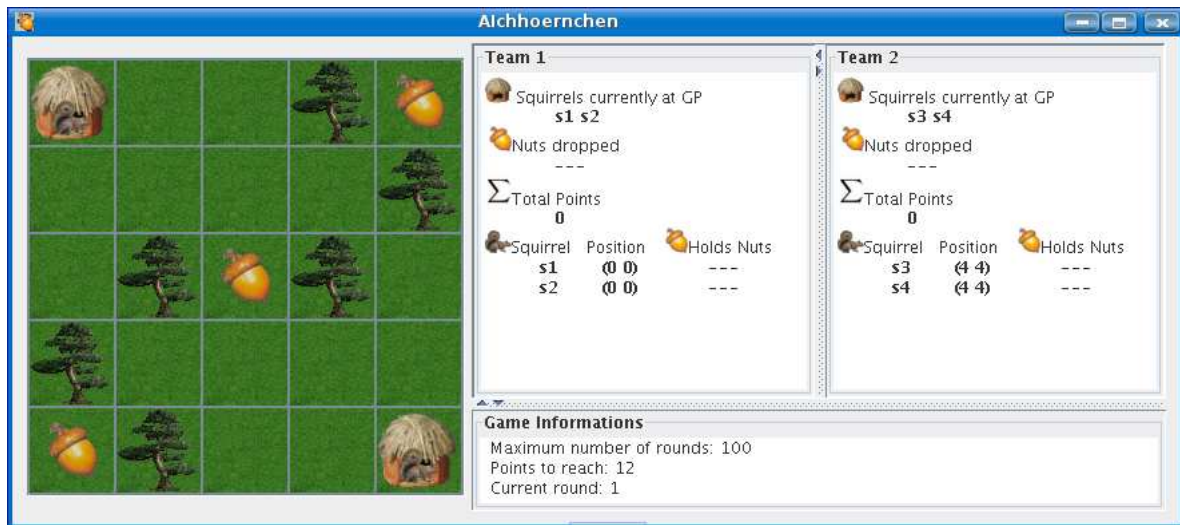 AIchhoernchen
Team 1
Squirrels currently at GP
s1 s2
Nuts dropped
---
∑Total Points
0
Squirrel Position Holds Nuts
s1 (0 0) ---
s2 (0 0) ---
Team 2
Squirrels currently at GP
s3 s4
Nuts dropped
---
∑Total Points
0
Squirrel Position Holds Nuts
s3 (4 4) ---
s4 (4 4) ---
Game Informations
Maximum number of rounds: 100
Points to reach: 12
Current round: 1